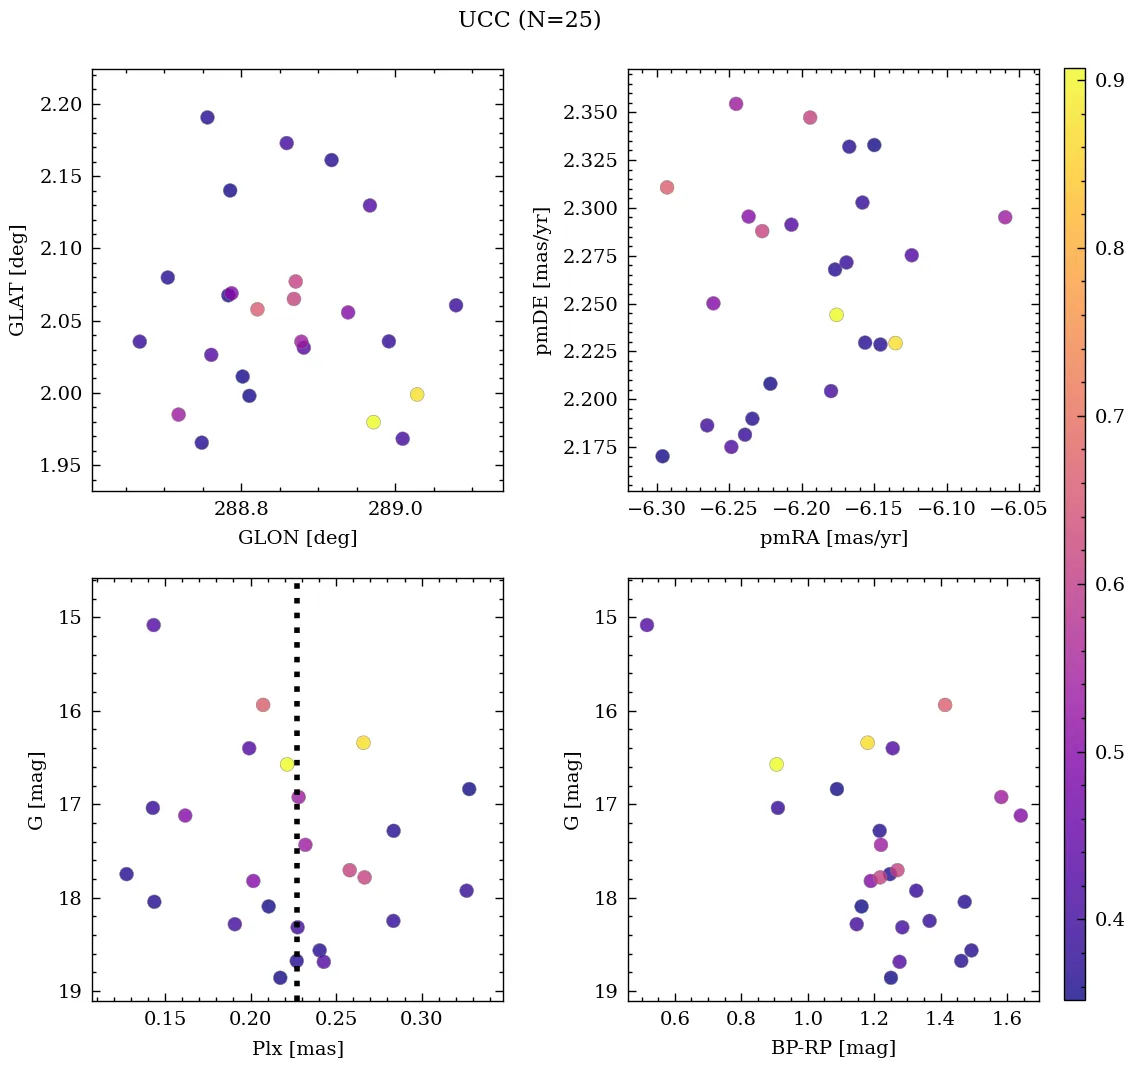 UCC (N=25)
2.20
2.15
2.10
2.05
2.00
1.95
GLAT [deg]
288.8 289.0
GLON [deg]
2.350
2.325
2.300
2.275
2.250
2.225
2.200
2.175
pmDE [mas/yr]
−6.30 −6.25 −6.20 −6.15 −6.10 −6.05
pmRA [mas/yr]
15
16
17
18
19
G [mag]
0.15 0.20 0.25 0.30
Plx [mas]
15
16
17
18
19
G [mag]
0.6 0.8 1.0 1.2 1.4 1.6
BP-RP [mag]
0.9
0.8
0.7
0.6
0.5
0.4